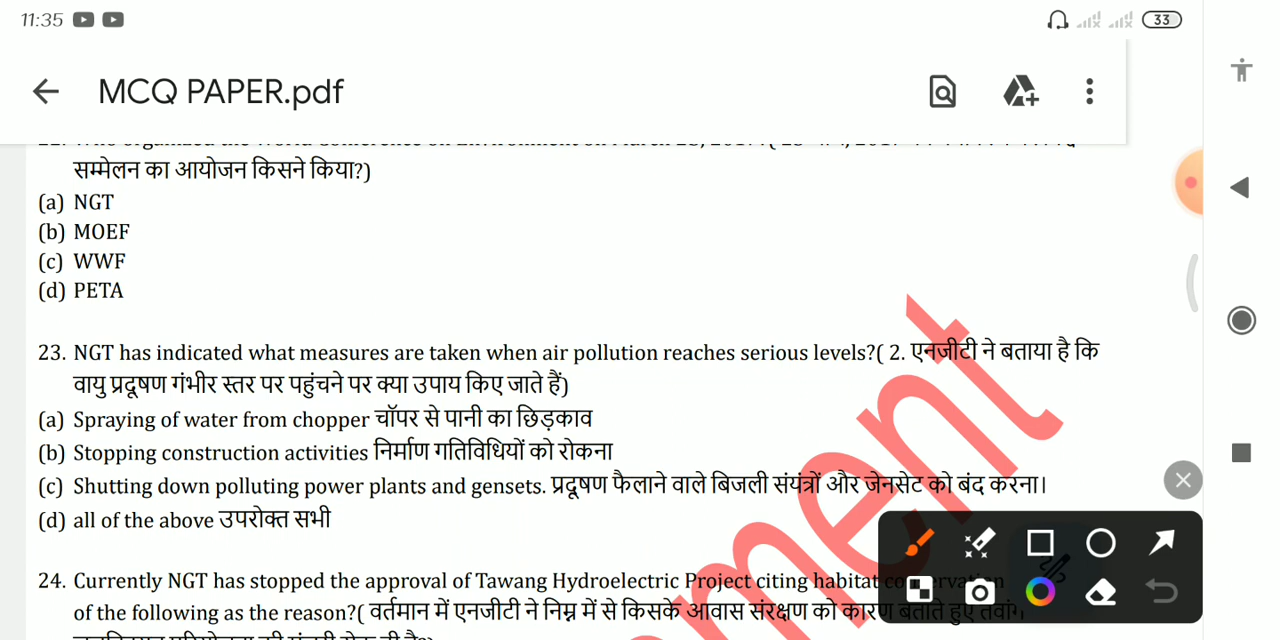 11:35
33
MCQ PAPER.pdf
सम्मेलन का आयोजन किसने किया?)
(a) NGT
(b) MOEF
(c) WWF
(d) PETA
23. NGT has indicated what measures are taken when air pollution reaches serious levels?( 2. एनजीटी ने बताया है कि
वायु प्रदूषण गंभीर स्तर पर पहुंचने पर क्या उपाय किए जाते हैं)
(a) Spraying of water from chopper चॉपर से पानी का छिड़काव
(b) Stopping construction activities निर्माण गतिविधियों को रोकना
(c) Shutting down polluting power plants and gensets. प्रदूषण फैलाने वाले बिजली संयंत्रों और जेनसेट को बंद करना।
(d) all of the above उपरोक्त सभी
24. Currently NGT has stopped the approval of Tawang Hydroelectric Project citing habitat
of the following as the reason?( वर्तमान में एनजीटी ने निम्न में से किसके आवास संरक्षण को कारण बताते हुए तवांग